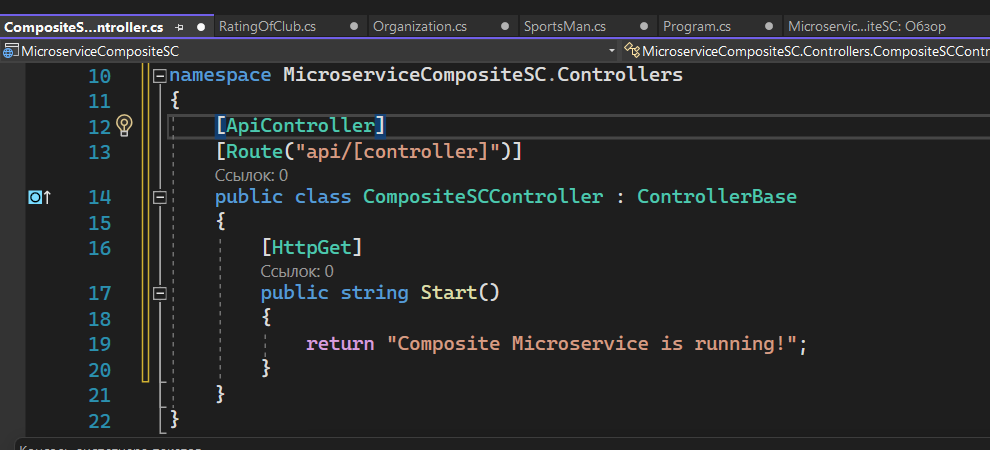 CompositeS...ntroller.cs RatingOfClub.cs Organization.cs SportsMan.cs Program.cs Microservic...iteSC: Обзор
MicroserviceCompositeSC MicroserviceCompositeSC.Controllers.CompositeSCContr
10 namespace MicroserviceCompositeSC.Controllers
11 {
12 [ApiController]
13 [Route("api/[controller]")]
Ссылок: 0
14 public class CompositeSCController : ControllerBase
15 {
16 [HttpGet]
Ссылок: 0
17 public string Start()
18 {
19 return "Composite Microservice is running!";
20 }
21 }
22 }